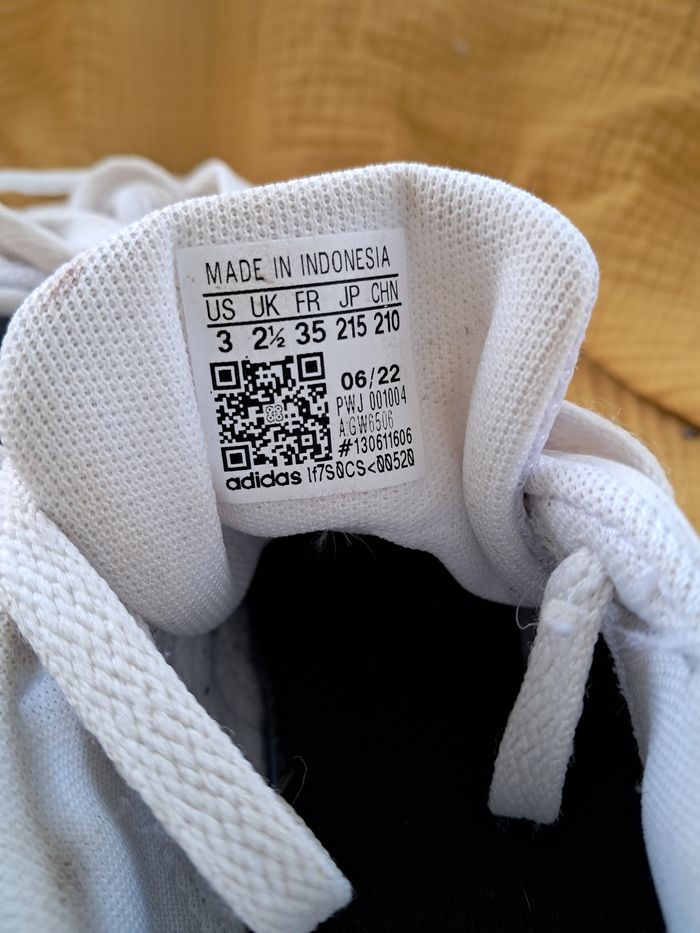 MADE IN INDONESIA
US UK FR JP CHN
3 2½ 35 215 210
06/22
PWJ 001004
A:GW6506
#130611606
adidas 1f7S0CS<00520